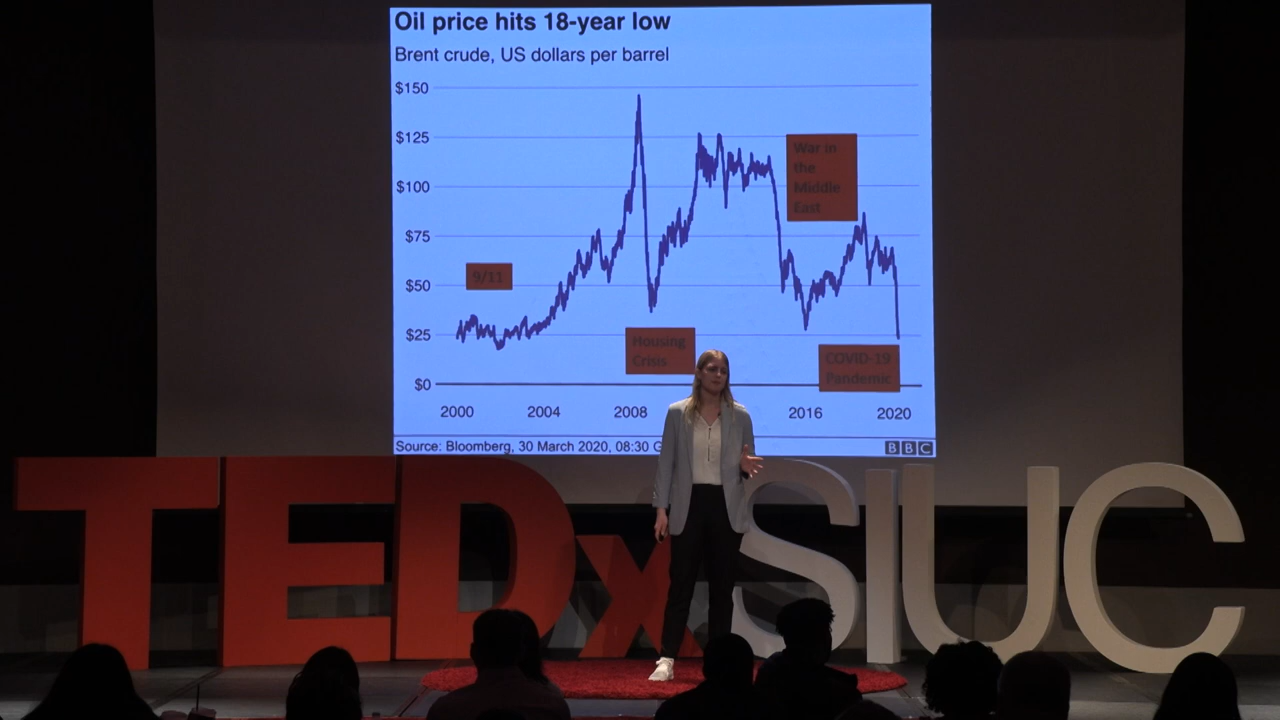 Oil price hits 18-year low
Brent crude, US dollars per barrel
$150
$125
$100
$75
$50
$25
$0
War in
the
Middle
East
9/11
Housing
Crisis
COVID-19
Pandemic
2000 2004 2008 2016 2020
Source: Bloomberg, 30 March 2020, 08:30 G
BBC
TEDxSIUC